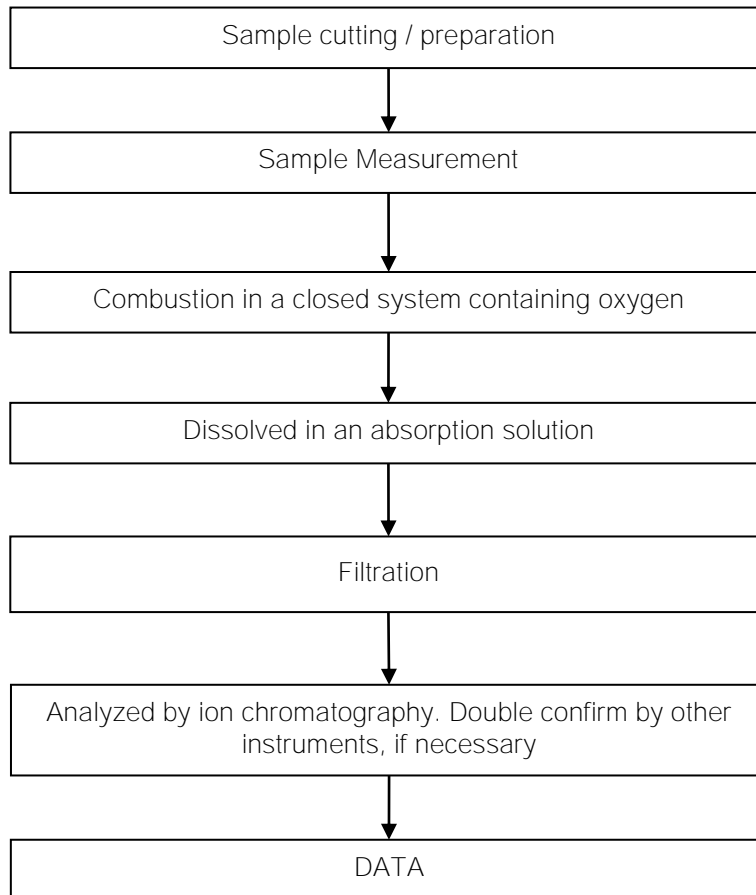 Sample cutting / preparation
Sample Measurement
Combustion in a closed system containing oxygen
Dissolved in an absorption solution
Filtration
Analyzed by ion chromatography. Double confirm by other
instruments, if necessary
DATA